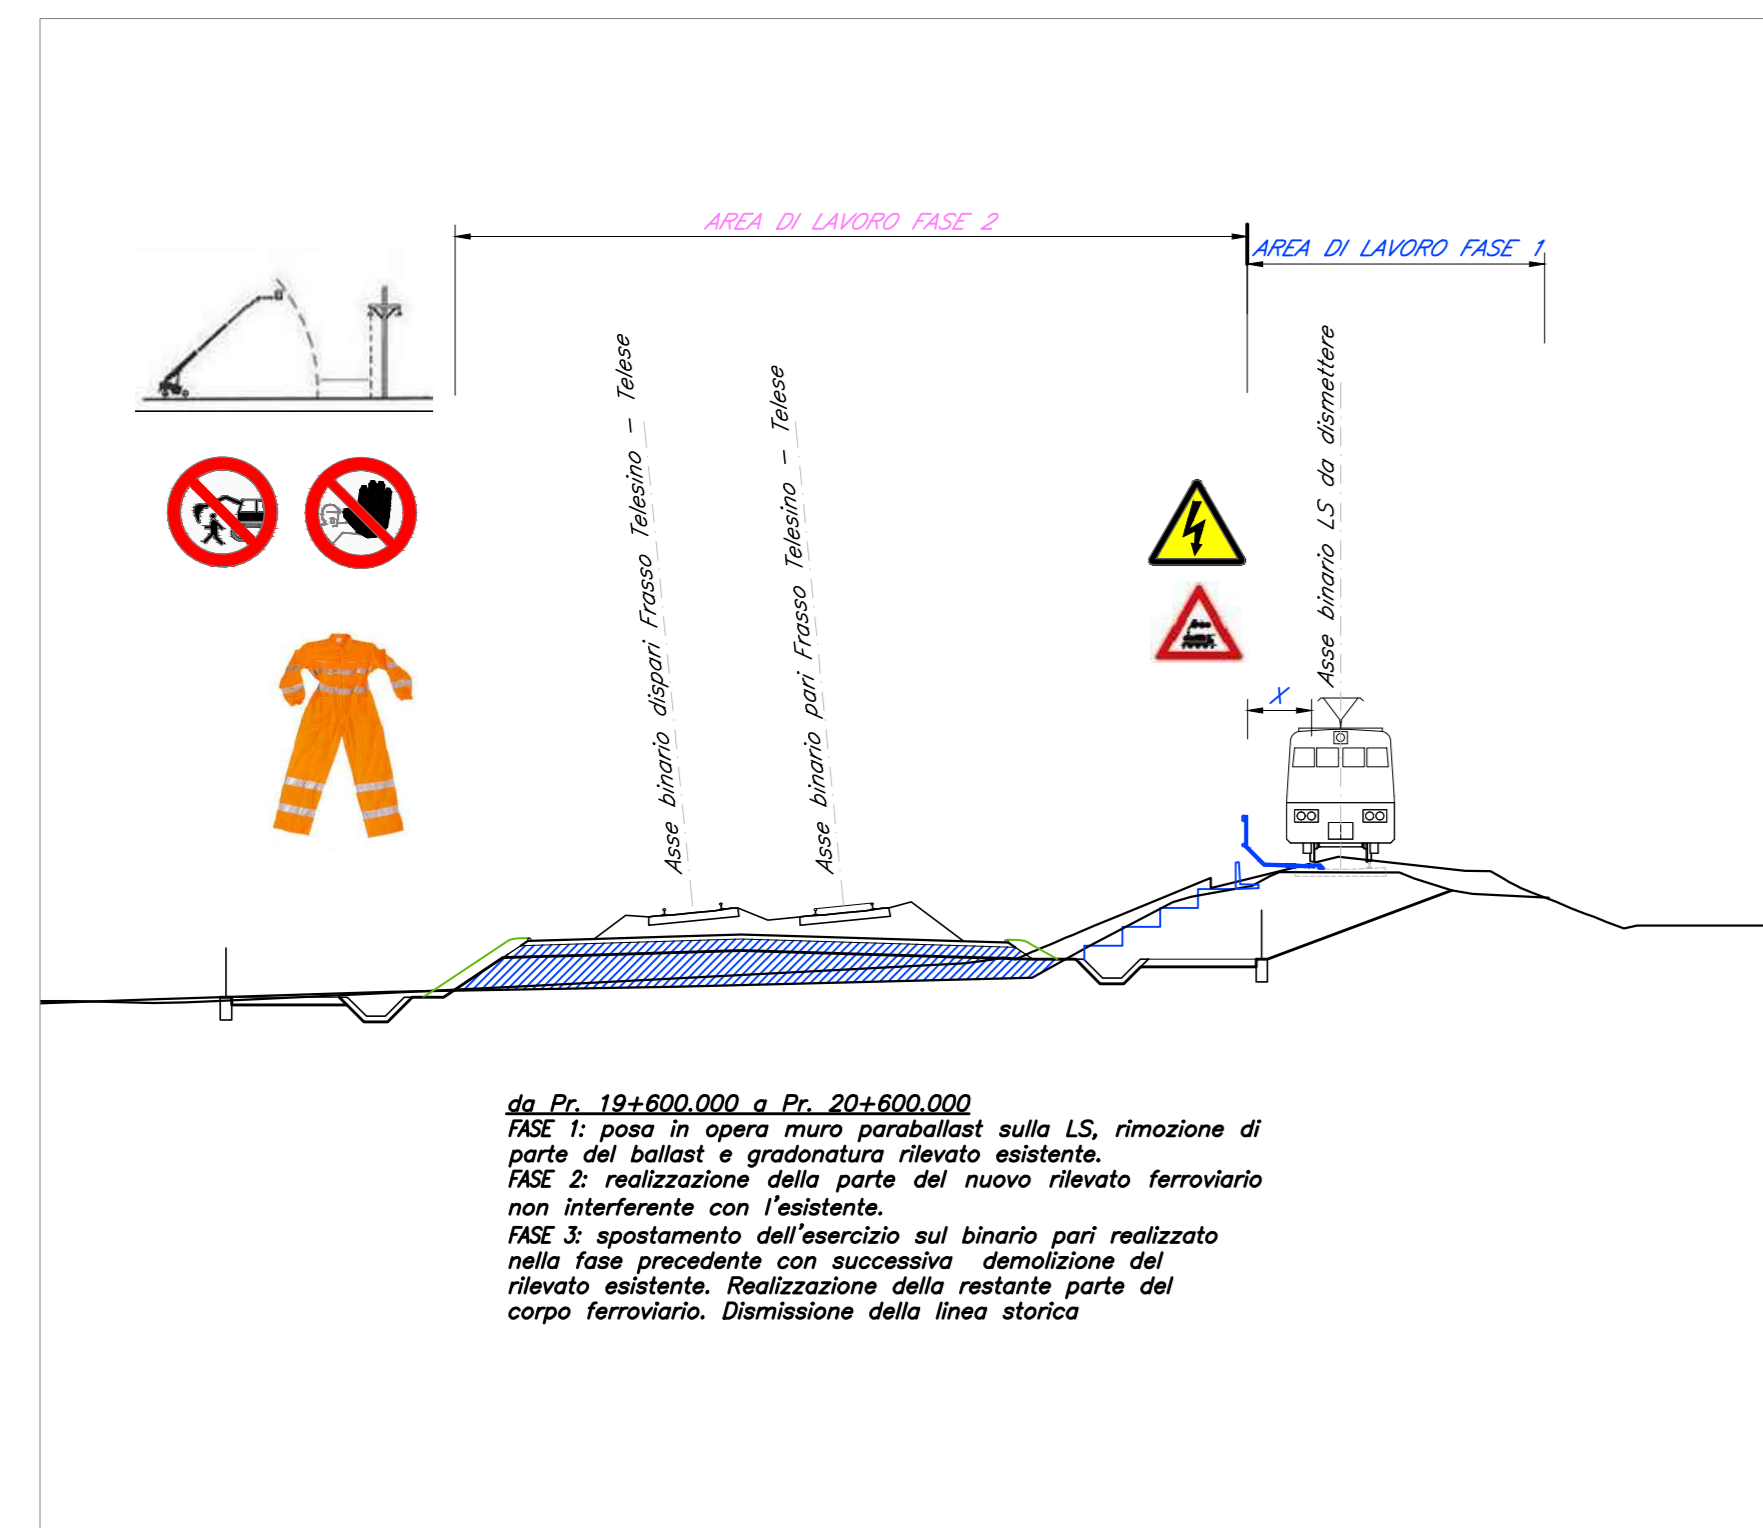 AREA DI LAVORO FASE 2
AREA DI LAVORO FASE 1
Asse binario dispari Frasso Telesino - Telese
Asse binario pari Frasso Telesino - Telese
Asse binario LS da dismettere
X
da Pr. 19+600.000 a Pr. 20+600.000
FASE 1: posa in opera muro paraballast sulla LS, rimozione di
parte del ballast e gradonatura rilevato esistente.
FASE 2: realizzazione della parte del nuovo rilevato ferroviario
non interferente con l'esistente.
FASE 3: spostamento dell'esercizio sul binario pari realizzato
nella fase precedente con successiva demolizione del
rilevato esistente. Realizzazione della restante parte del
corpo ferroviario. Dismissione della linea storica